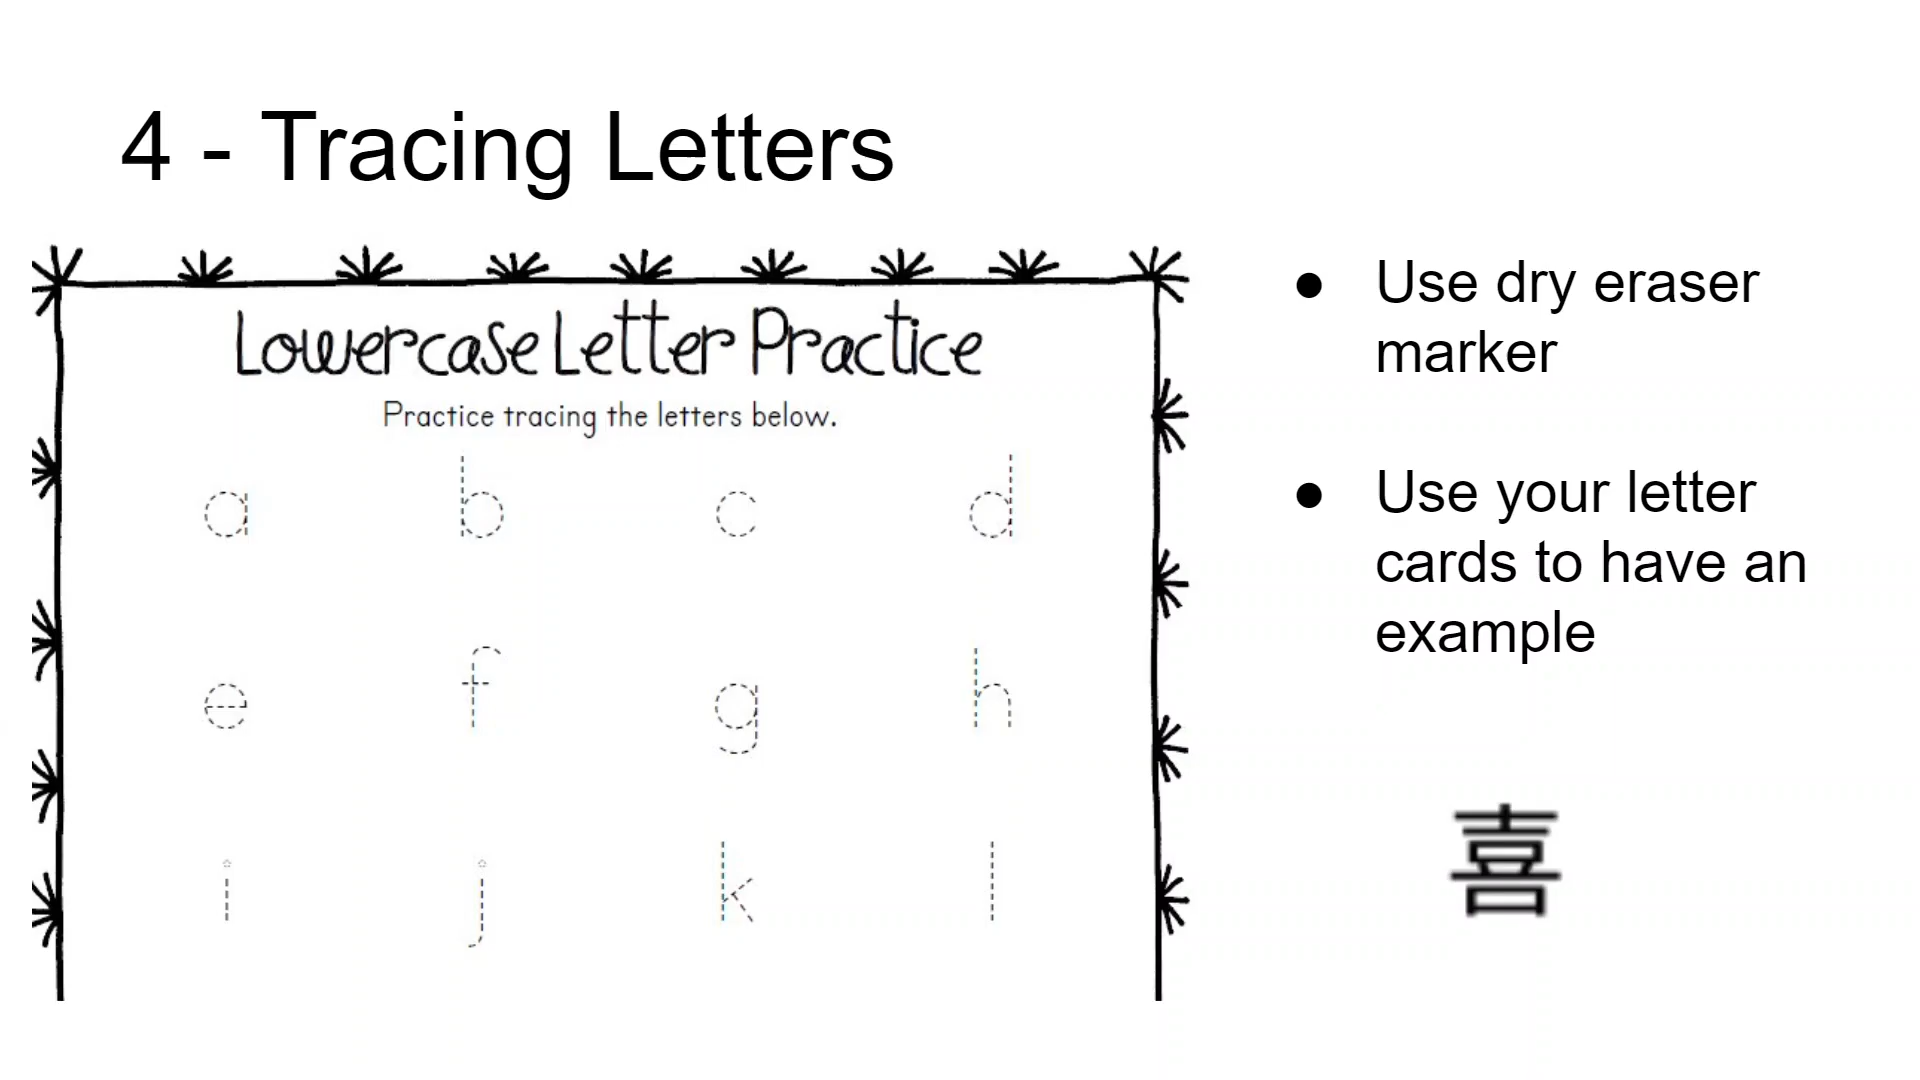 4 - Tracing Letters
Lowercase Letter Practice
Practice tracing the letters below.
a b c d
e f g h
i j k l
● Use dry eraser
marker
● Use your letter
cards to have an
example
喜